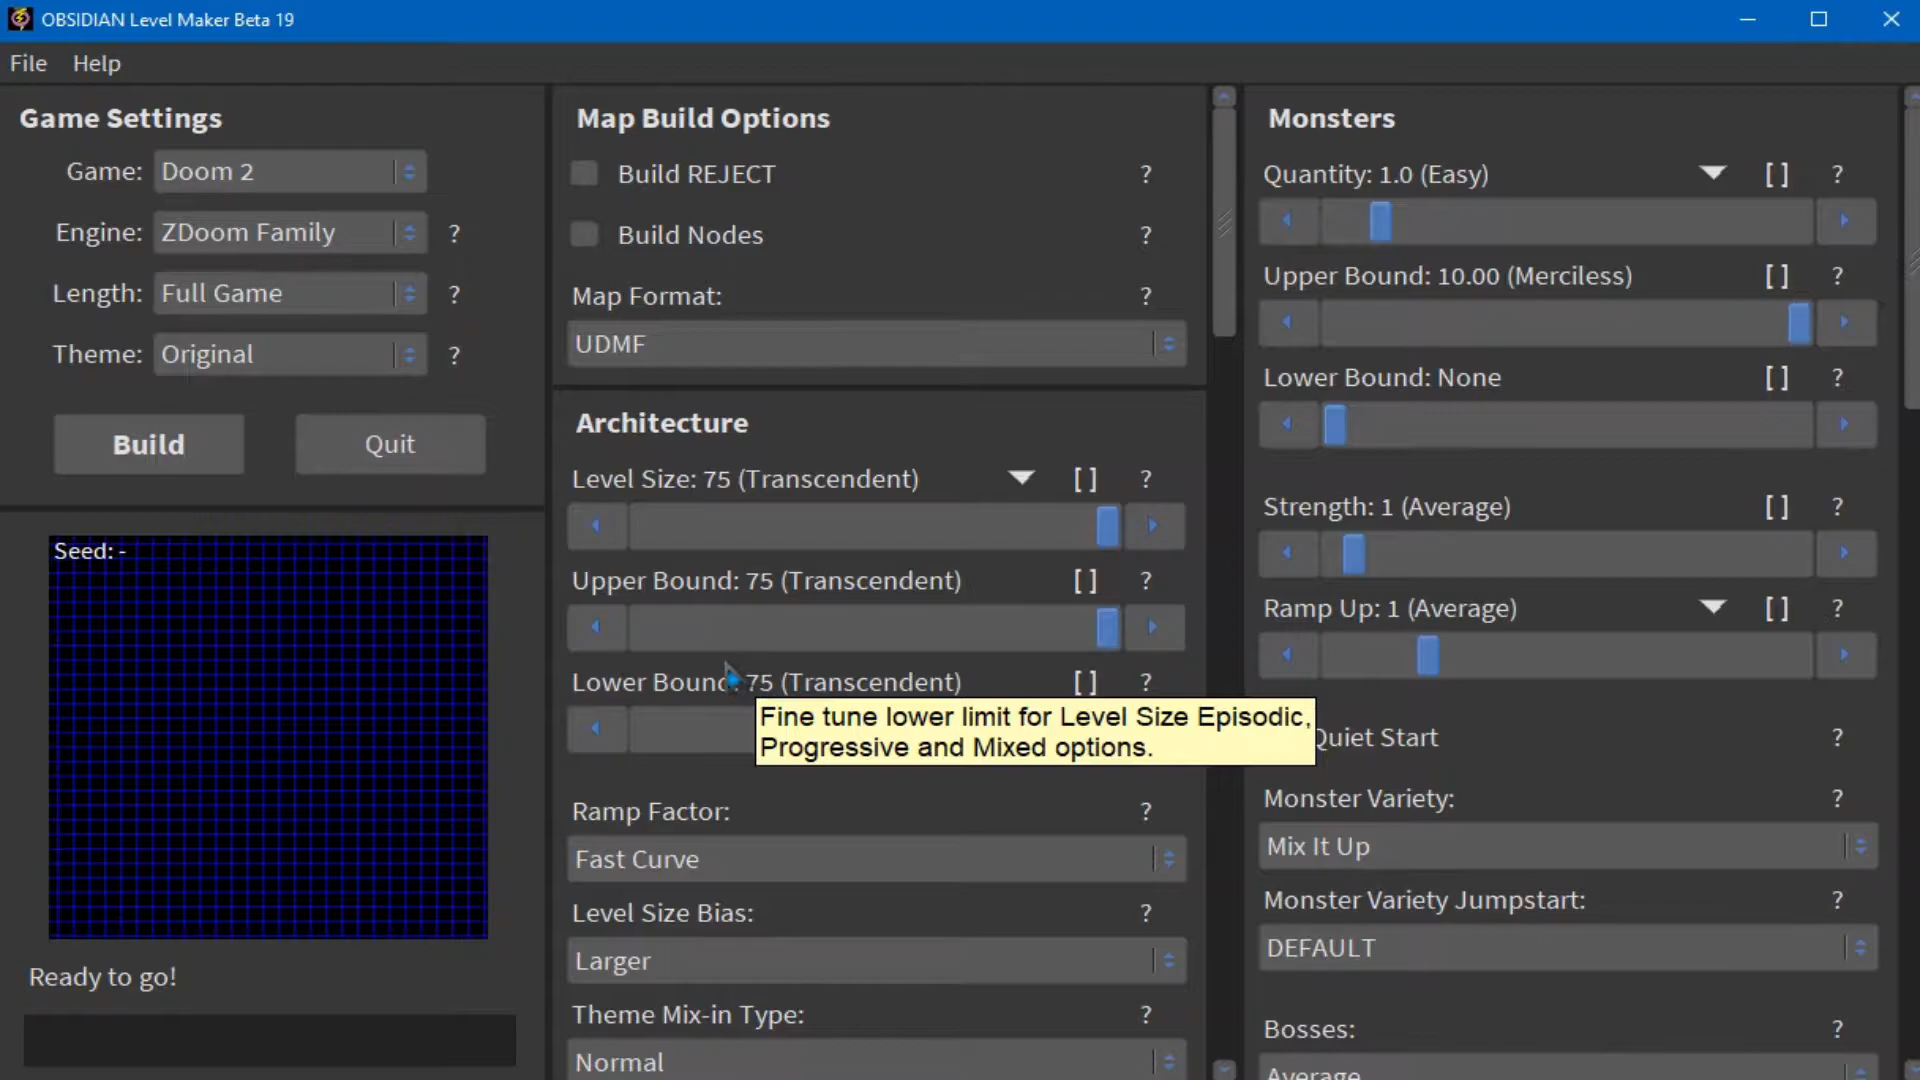 OBSIDIAN Level Maker Beta 19
File Help
Game Settings
Game: Doom 2
Engine: ZDoom Family ?
Length: Full Game ?
Theme: Original ?
Build Quit
Seed: -
Ready to go!
Map Build Options
Build REJECT ?
Build Nodes ?
Map Format: ?
UDMF
Architecture
Level Size: 75 (Transcendent) [ ] ?
Upper Bound: 75 (Transcendent) [ ] ?
Lower Bound: 75 (Transcendent) [ ] ?
Fine tune lower limit for Level Size Episodic,
Progressive and Mixed options.
Ramp Factor: ?
Fast Curve
Level Size Bias: ?
Larger
Theme Mix-in Type: ?
Normal
Monsters
Quantity: 1.0 (Easy) [ ] ?
Upper Bound: 10.00 (Merciless) [ ] ?
Lower Bound: None [ ] ?
Strength: 1 (Average) [ ] ?
Ramp Up: 1 (Average) [ ] ?
Quiet Start ?
Monster Variety: ?
Mix It Up
Monster Variety Jumpstart: ?
DEFAULT
Bosses: ?
Average